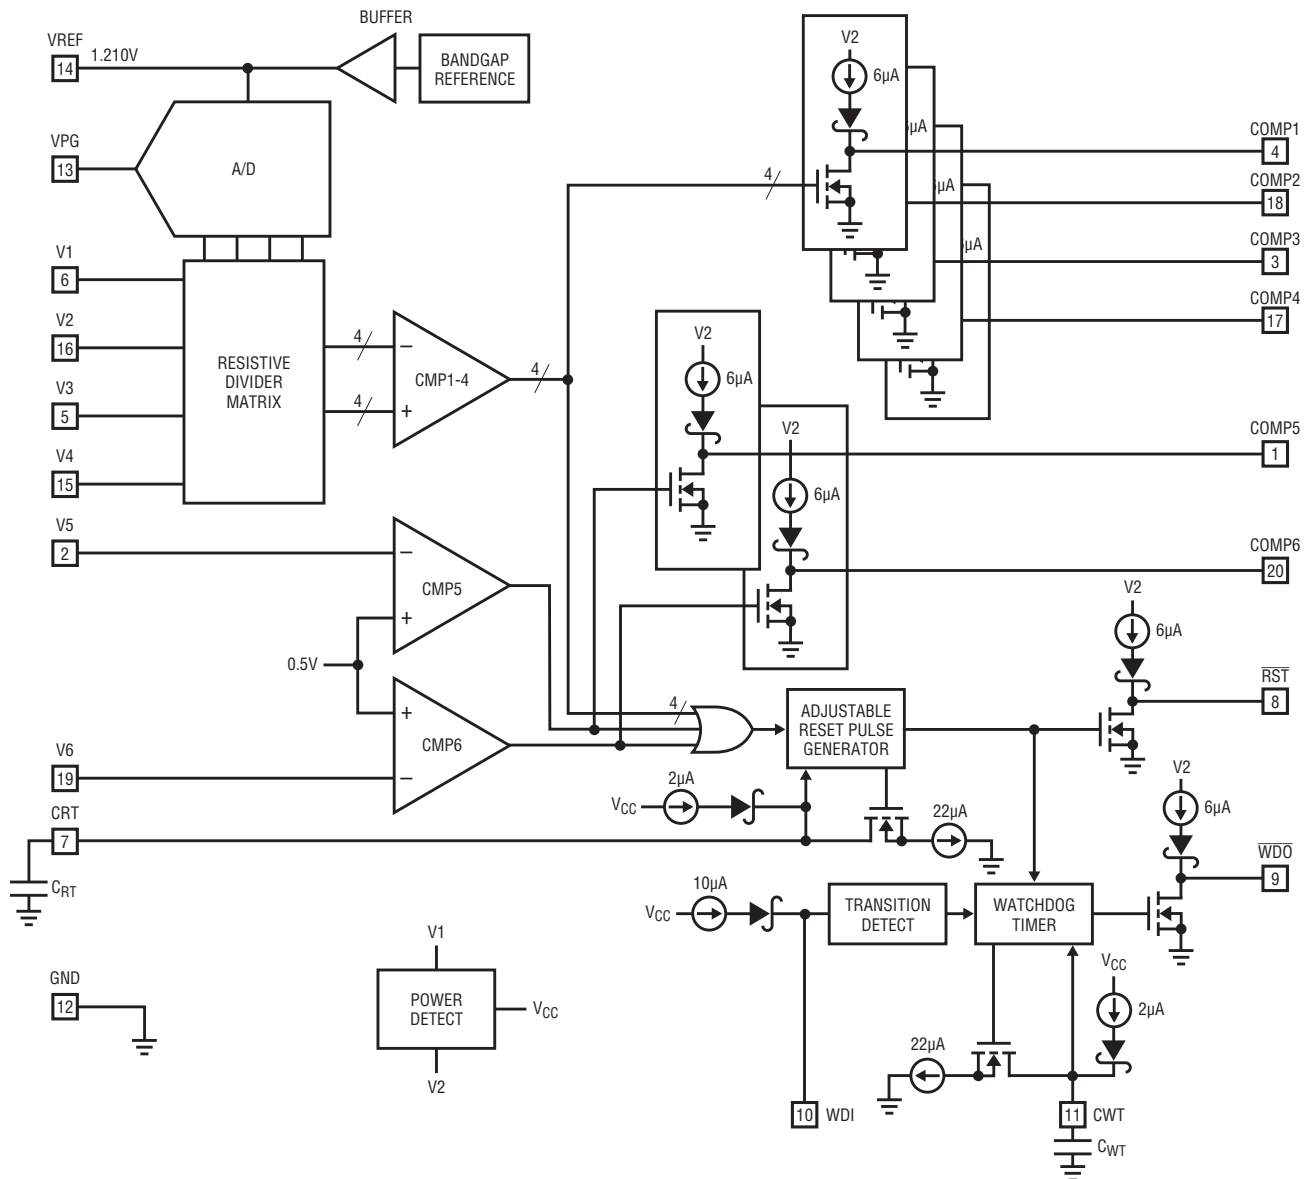 BUFFER
VREF
14
1.210V
BANDGAP
REFERENCE
VPG
13
A/D
V1
6
V2
16
V3
5
V4
15
RESISTIVE
DIVIDER
MATRIX
4
4
−
+
CMP1-4
4
V2
6µA
4
µA
µA
µA
COMP1
4
COMP2
18
COMP3
3
COMP4
17
V2
6µA
V2
6µA
COMP5
1
COMP6
20
V5
2
−
CMP5
+
0.5V
+
CMP6
−
V6
19
4
ADJUSTABLE
RESET PULSE
GENERATOR
V2
6µA
RST
8
CRT
7
CRT
VCC
2µA
22µA
V2
6µA
WDO
9
VCC
10µA
TRANSITION
DETECT
WATCHDOG
TIMER
GND
12
V1
POWER
DETECT
VCC
V2
VCC
2µA
22µA
10 WDI
11 CWT
CWT